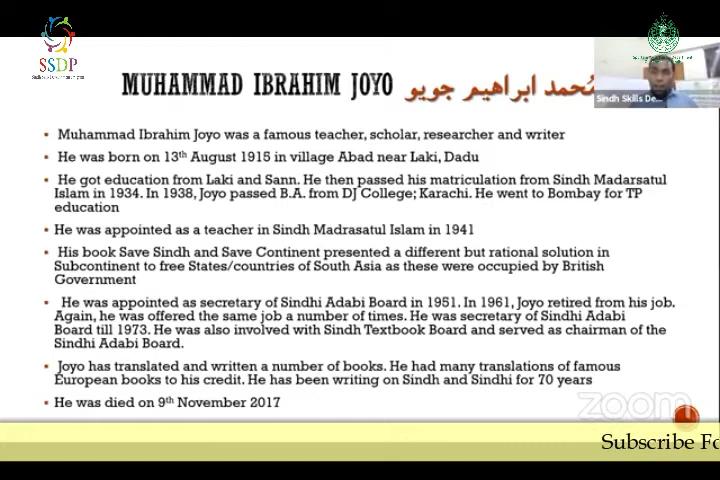 SSDP
MUHAMMAD IBRAHIM JOYO مُحمد ابراهيم جويو
Sindh Skills De...
▪ Muhammad Ibrahim Joyo was a famous teacher, scholar, researcher and writer
▪ He was born on 13th August 1915 in village Abad near Laki, Dadu
▪ He got education from Laki and Sann. He then passed his matriculation from Sindh Madarsatul
Islam in 1934. In 1938, Joyo passed B.A. from DJ College; Karachi. He went to Bombay for TP
education
▪ He was appointed as a teacher in Sindh Madrasatul Islam in 1941
▪ His book Save Sindh and Save Continent presented a different but rational solution in
Subcontinent to free States/countries of South Asia as these were occupied by British
Government
▪ He was appointed as secretary of Sindhi Adabi Board in 1951. In 1961, Joyo retired from his job.
Again, he was offered the same job a number of times. He was secretary of Sindhi Adabi
Board till 1973. He was also involved with Sindh Textbook Board and served as chairman of the
Sindhi Adabi Board.
▪ Joyo has translated and written a number of books. He had many translations of famous
European books to his credit. He has been writing on Sindh and Sindhi for 70 years
▪ He was died on 9th November 2017
zoom
Subscribe Fo